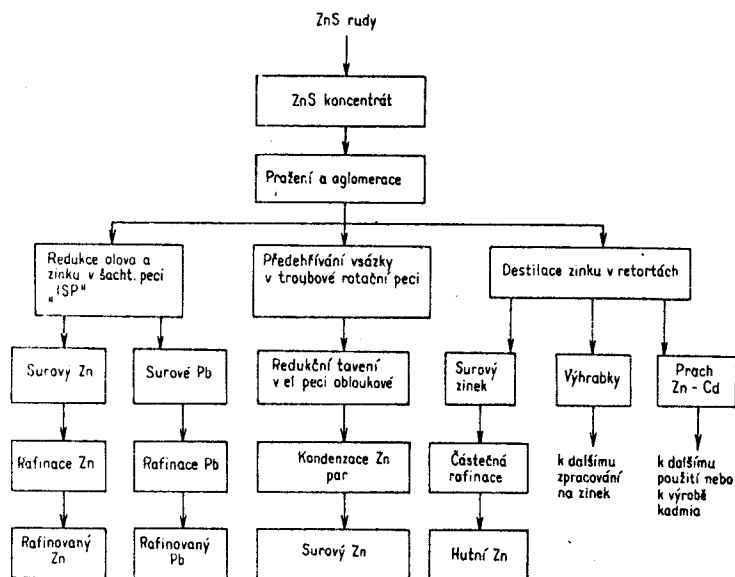 ZnS rudy
ZnS koncentrát
Pražení a aglomerace
Redukce olova a
zinku v šacht. peci
"ISP"
Předehřívání vsázky
v troubové rotační peci
Destilace zinku v retortách
Surový Zn
Surové Pb
Redukční tavení
v el peci obloukové
Surový
zinek
Výhrabky
Prach
Zn - Cd
Rafinace Zn
Rafinace Pb
Kondenzace Zn
par
Částečná
rafinace
k dalšímu
zpracování
na zinek
k dalšímu
použití nebo
k výrobě
kadmia
Rafinovaný
Zn
Rafinovaný
Pb
Surový Zn
Hutní Zn